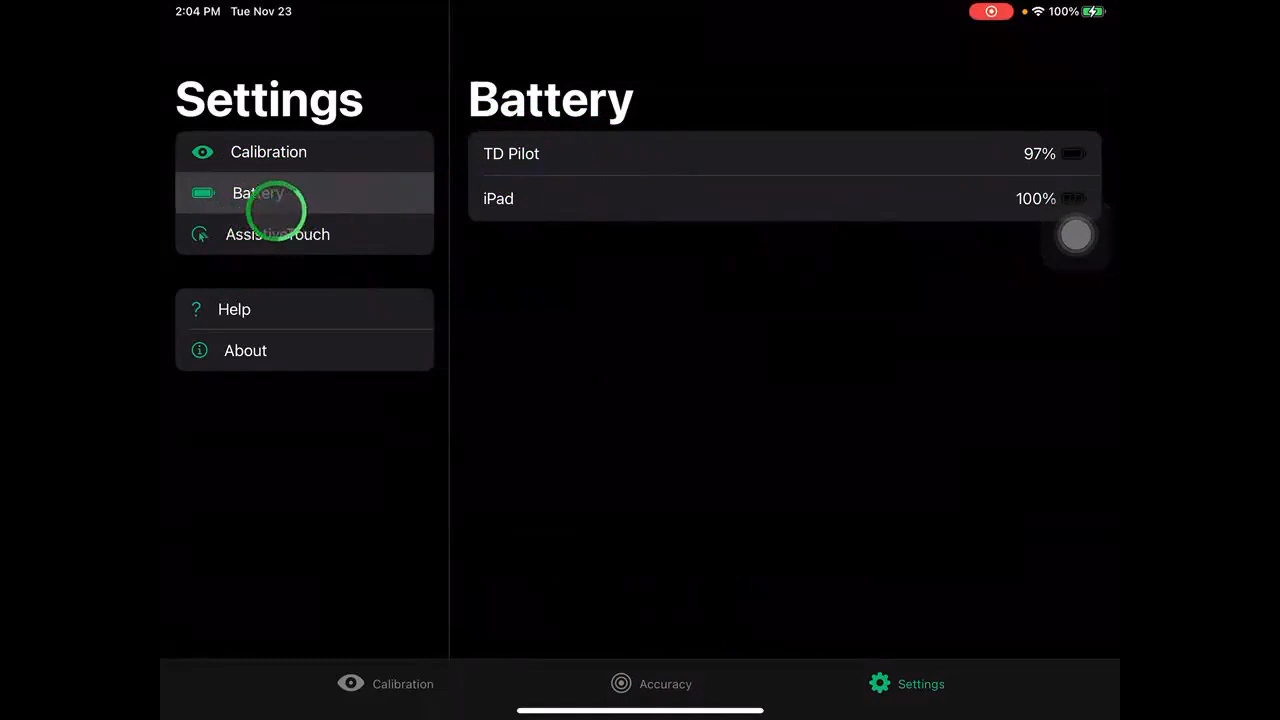 2:04 PM Tue Nov 23
100%
Settings
Calibration
Battery
AssistiveTouch
Help
About
Battery
TD Pilot 97%
iPad 100%
Calibration
Accuracy
Settings